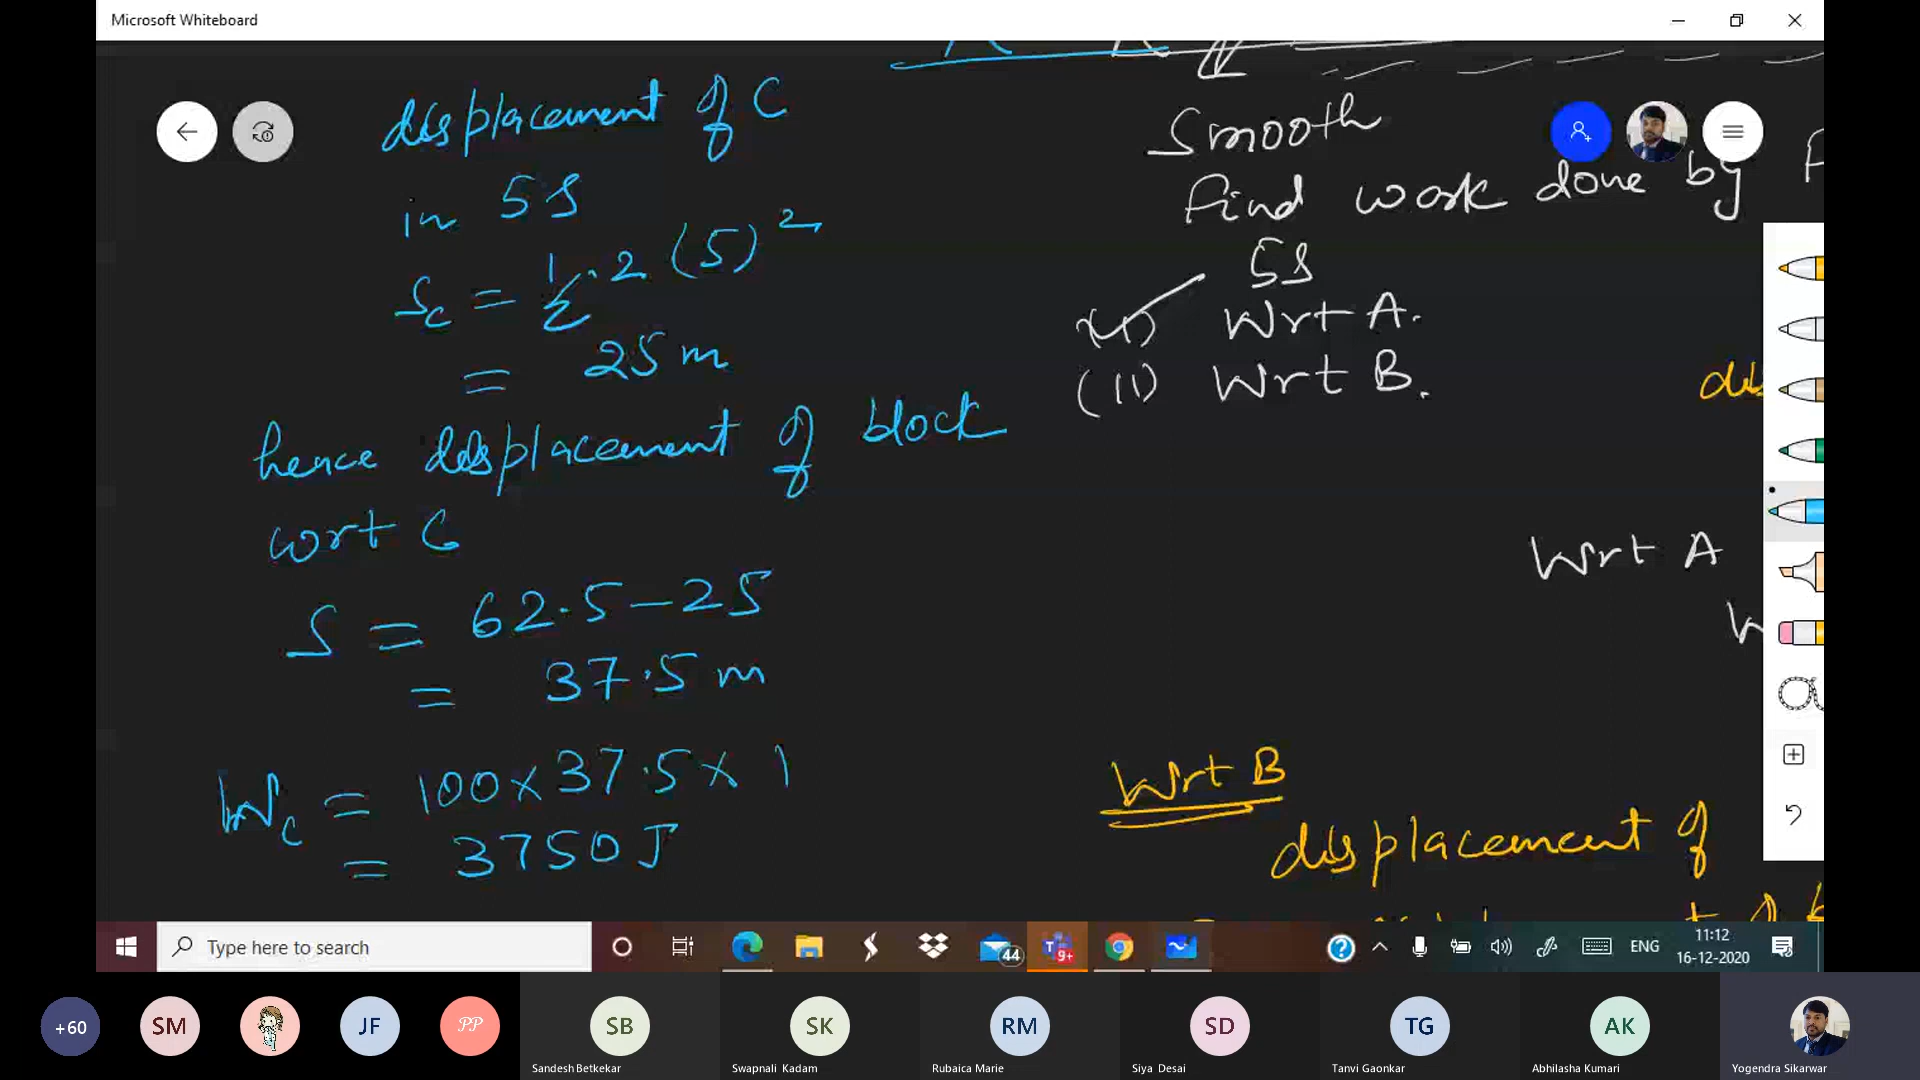 Microsoft Whiteboard
displacement of C
in 5s
Sc = 1/2 · 2 (5)²
= 25 m
hence displacement of block
wrt C
S = 62.5 – 25
= 37.5 m
Wc = 100 × 37.5 × 1
= 3750 J
Smooth
Find work done by
5s
(I) Wrt A.
(II) Wrt B.
Wrt A
Wrt B
displacement of
Type here to search
44
9+
ENG
11:12
16-12-2020
+60
SM
JF
PP
SB
SK
RM
SD
TG
AK
Sandesh Betkekar
Swapnali Kadam
Rubaica Marie
Siya Desai
Tanvi Gaonkar
Abhilasha Kumari
Yogendra Sikarwar